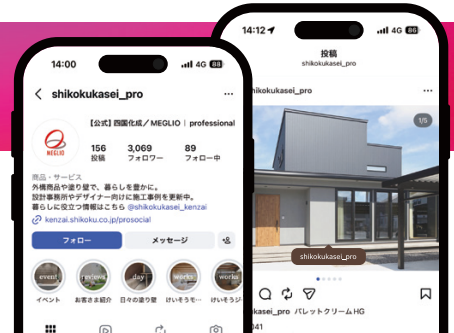 14:00
4G 88
shikokukasei_pro
MEGLIO
【公式】四国化成/MEGLIO｜professional
156
3,069
89
投稿
フォロワー
フォロー中
商品・サービス
外構商品や塗り壁で、暮らしを豊かに。
設計事務所やデザイナー向けに施工事例を更新中。
暮らしに役立つ情報はこちら @shikokukasei_kenzai
kenzai.shikoku.co.jp/prosocial
フォロー
メッセージ
event
reviews
day
works
works
イベント
お客さま紹介
日々の塗り壁
けいそうモ…
けいそうジ…
14:12
4G 86
投稿
shikokukasei_pro
hikokukasei_pro
1/5
shikokukasei_pro
kasei_pro パレットクリームHG
041